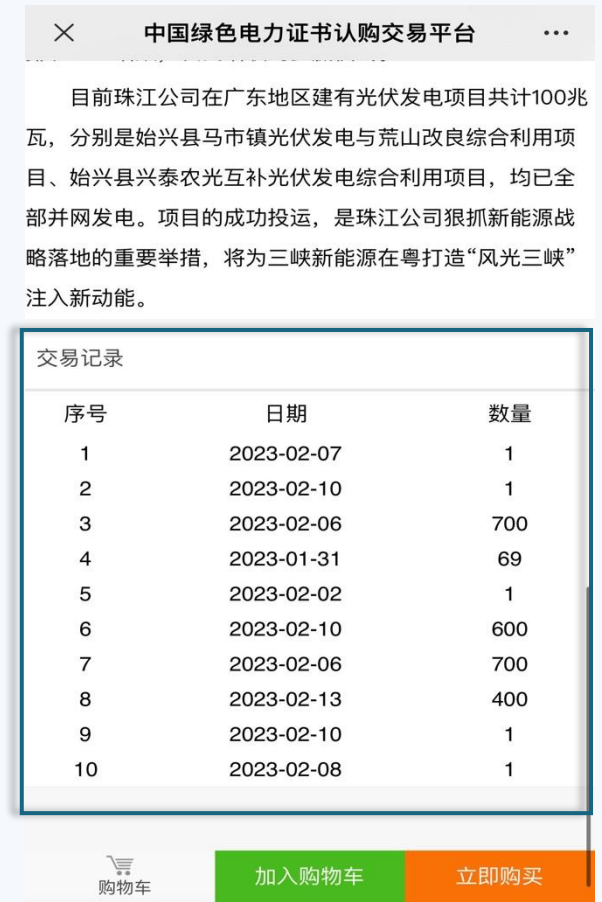 中国绿色电力证书认购交易平台
目前珠江公司在广东地区建有光伏发电项目共计100兆
瓦，分别是始兴县马市镇光伏发电与荒山改良综合利用项
目、始兴县兴泰农光互补光伏发电综合利用项目，均已全
部并网发电。项目的成功投运，是珠江公司狠抓新能源战
略落地的重要举措，将为三峡新能源在粤打造“风光三峡”
注入新动能。
交易记录
序号 日期 数量
1 2023-02-07 1
2 2023-02-10 1
3 2023-02-06 700
4 2023-01-31 69
5 2023-02-02 1
6 2023-02-10 600
7 2023-02-06 700
8 2023-02-13 400
9 2023-02-10 1
10 2023-02-08 1
购物车 加入购物车 立即购买